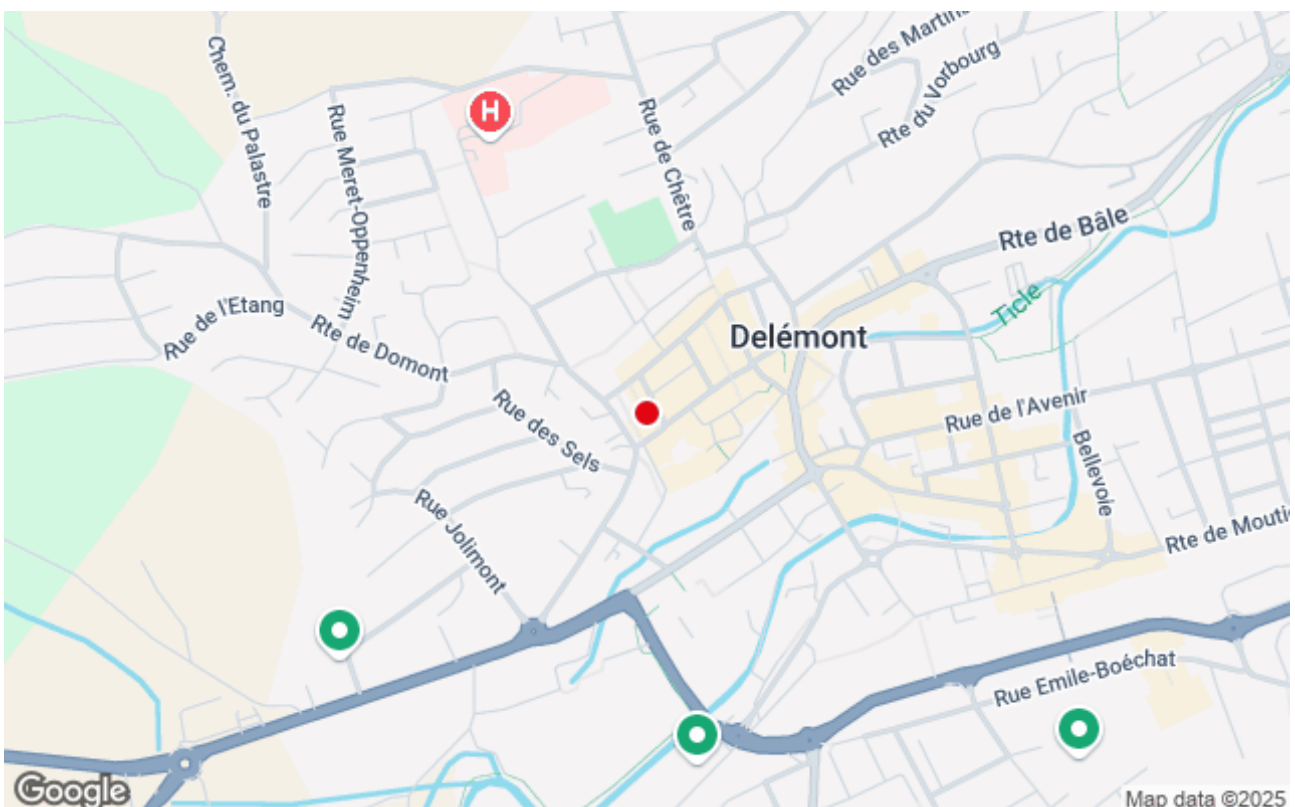 Chem. du Palastre
Rue Meret-Oppenheim
H
Rue de Chêtre
Rue des Martins
Rte du Vorbourg
Rte de Bâle
Ticle
Rue de l'Etang
Rte de Domont
Delémont
Rue des Sels
Rue de l'Avenir
Bellevoie
Rue Jolimont
Rte de Moutie
Rue Emile-Boéchat
Google
Map data ©2025